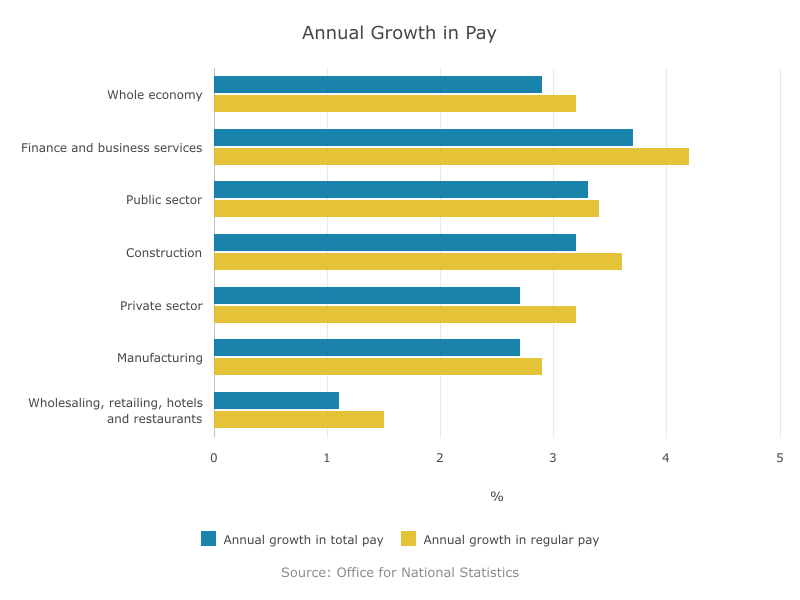 Annual Growth in Pay
Whole economy
Finance and business services
Public sector
Construction
Private sector
Manufacturing
Wholesaling, retailing, hotels
and restaurants
0 1 2 3 4 5
%
Annual growth in total pay Annual growth in regular pay
Source: Office for National Statistics